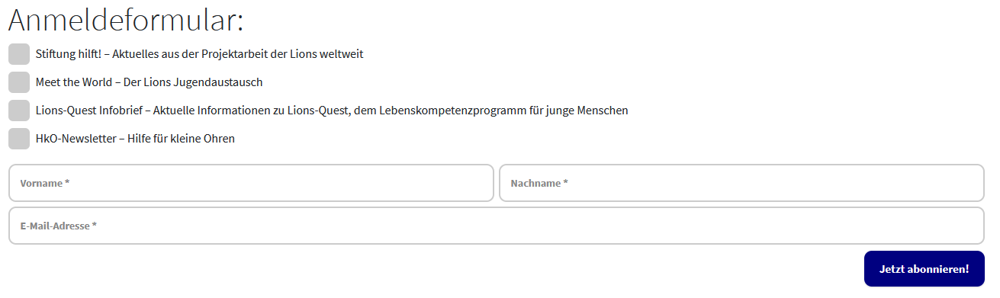 Anmeldeformular:
Stiftung hilft! – Aktuelles aus der Projektarbeit der Lions weltweit
Meet the World – Der Lions Jugendaustausch
Lions-Quest Infobrief – Aktuelle Informationen zu Lions-Quest, dem Lebenskompetenzprogramm für junge Menschen
HkO-Newsletter – Hilfe für kleine Ohren
Vorname * Nachname *
E-Mail-Adresse *
Jetzt abonnieren!